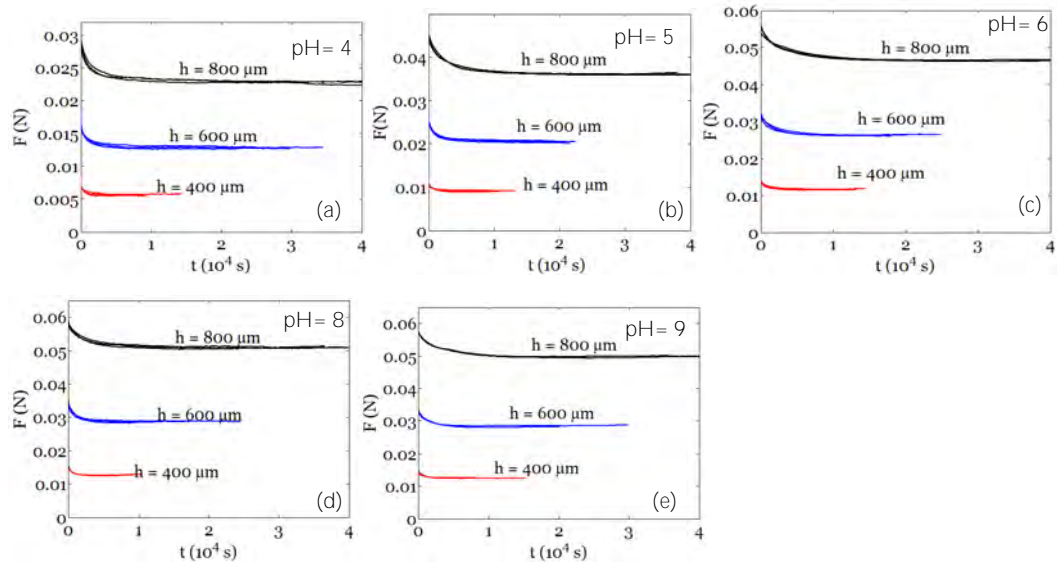 pH= 4
F (N)
0.03
0.025
0.02
0.015
0.01
0.005
0
h = 800 µm
h = 600 µm
h = 400 µm
(a)
0 1 2 3 4
t (10⁴ s)
pH= 5
F(N)
0.04
0.03
0.02
0.01
0
h = 800 µm
h = 600 µm
h = 400 µm
(b)
0 1 2 3 4
t (10⁴ s)
pH= 6
F (N)
0.06
0.05
0.04
0.03
0.02
0.01
0
h = 800 µm
h = 600 µm
h = 400 µm
(c)
0 1 2 3 4
t (10⁴ s)
pH= 8
F (N)
0.06
0.05
0.04
0.03
0.02
0.01
0
h = 800 µm
h = 600 µm
h = 400 µm
(d)
0 1 2 3 4
t (10⁴ s)
pH= 9
F (N)
0.06
0.05
0.04
0.03
0.02
0.01
0
h = 800 µm
h = 600 µm
h = 400 µm
(e)
0 1 2 3 4
t (10⁴ s)